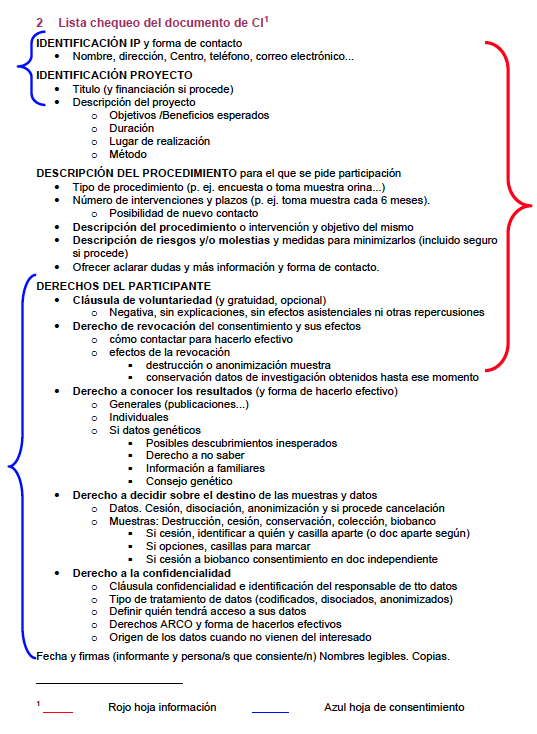 2 Lista chequeo del documento de CI1
IDENTIFICACIÓN IP y forma de contacto
• Nombre, dirección, Centro, teléfono, correo electrónico...
IDENTIFICACIÓN PROYECTO
• Titulo (y financiación si procede)
• Descripción del proyecto
o Objetivos /Beneficios esperados
o Duración
o Lugar de realización
o Método
DESCRIPCIÓN DEL PROCEDIMIENTO para el que se pide participación
• Tipo de procedimiento (p. ej. encuesta o toma muestra orina...)
• Número de intervenciones y plazos (p. ej. toma muestra cada 6 meses).
o Posibilidad de nuevo contacto
• Descripción del procedimiento o intervención y objetivo del mismo
• Descripción de riesgos y/o molestias y medidas para minimizarlos (incluido seguro
si procede)
• Ofrecer aclarar dudas y más información y forma de contacto.
DERECHOS DEL PARTICIPANTE
• Cláusula de voluntariedad (y gratuidad, opcional)
o Negativa, sin explicaciones, sin efectos asistenciales ni otras repercusiones
• Derecho de revocación del consentimiento y sus efectos
o cómo contactar para hacerlo efectivo
o efectos de la revocación
▪ destrucción o anonimización muestra
▪ conservación datos de investigación obtenidos hasta ese momento
• Derecho a conocer los resultados (y forma de hacerlo efectivo)
o Generales (publicaciones...)
o Individuales
o Si datos genéticos
▪ Posibles descubrimientos inesperados
▪ Derecho a no saber
▪ Información a familiares
▪ Consejo genético
• Derecho a decidir sobre el destino de las muestras y datos
o Datos. Cesión, disociación, anonimización y si procede cancelación
o Muestras: Destrucción, cesión, conservación, colección, biobanco
▪ Si cesión, identificar a quién y casilla aparte (o doc aparte según)
▪ Si opciones, casillas para marcar
▪ Si cesión a biobanco consentimiento en doc independiente
• Derecho a la confidencialidad
o Cláusula confidencialidad e identificación del responsable de tto datos
o Tipo de tratamiento de datos (codificados, disociados, anonimizados)
o Definir quién tendrá acceso a sus datos
o Derechos ARCO y forma de hacerlos efectivos
o Origen de los datos cuando no vienen del interesado
Fecha y firmas (informante y persona/s que consiente/n) Nombres legibles. Copias.
1 Rojo hoja información Azul hoja de consentimiento